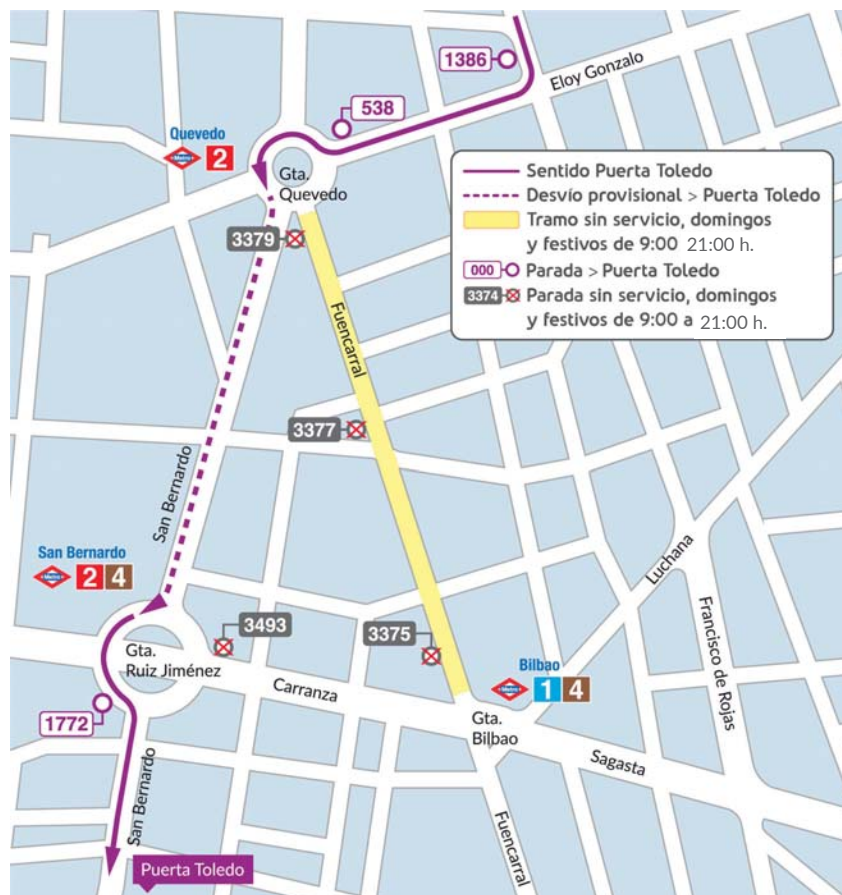 1386
Eloy Gonzalo
538
Quevedo
Metro 2
Gta.
Quevedo
Sentido Puerta Toledo
Desvío provisional > Puerta Toledo
Tramo sin servicio, domingos
y festivos de 9:00 21:00 h.
000 Parada > Puerta Toledo
3374 Parada sin servicio, domingos
y festivos de 9:00 a 21:00 h.
3379
Fuencarral
3377
San Bernardo
San Bernardo
Metro 2 4
Luchana
Francisco de Rojas
3493
3375
Gta.
Ruiz Jiménez
Carranza
Bilbao
Metro 1 4
1772
Gta.
Bilbao
Sagasta
San Bernardo
Fuencarral
Puerta Toledo